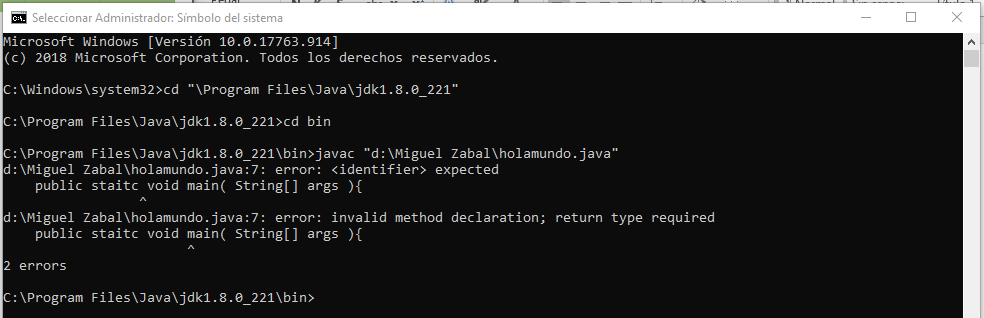 Seleccionar Administrador: Símbolo del sistema
Microsoft Windows [Versión 10.0.17763.914]
(c) 2018 Microsoft Corporation. Todos los derechos reservados.
C:\Windows\system32>cd "\Program Files\Java\jdk1.8.0_221"
C:\Program Files\Java\jdk1.8.0_221>cd bin
C:\Program Files\Java\jdk1.8.0_221\bin>javac "d:\Miguel Zabal\holamundo.java"
d:\Miguel Zabal\holamundo.java:7: error: <identifier> expected
    public staitc void main( String[] args ){
                 ^
d:\Miguel Zabal\holamundo.java:7: error: invalid method declaration; return type required
    public staitc void main( String[] args ){
                       ^
2 errors
C:\Program Files\Java\jdk1.8.0_221\bin>